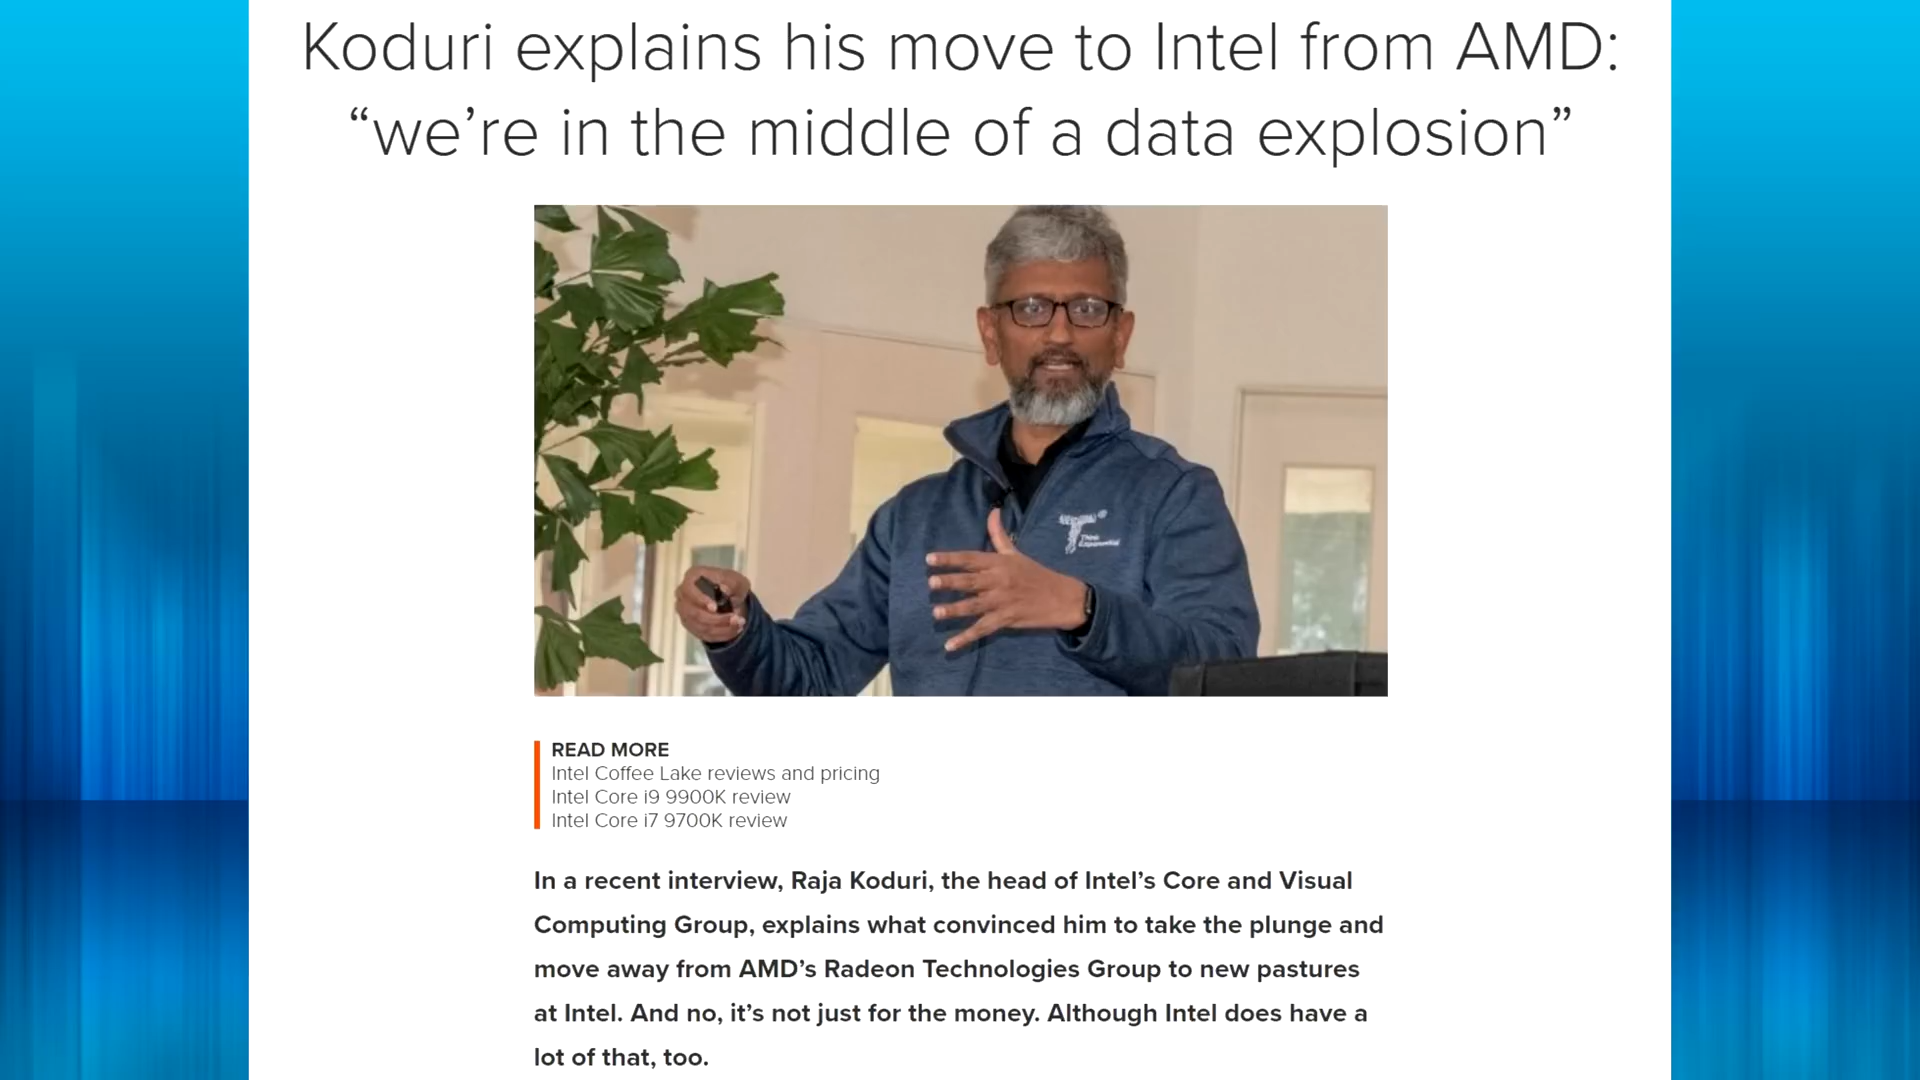 Koduri explains his move to Intel from AMD:
“we’re in the middle of a data explosion”
T
Think
Exponential
READ MORE
Intel Coffee Lake reviews and pricing
Intel Core i9 9900K review
Intel Core i7 9700K review
In a recent interview, Raja Koduri, the head of Intel’s Core and Visual
Computing Group, explains what convinced him to take the plunge and
move away from AMD’s Radeon Technologies Group to new pastures
at Intel. And no, it’s not just for the money. Although Intel does have a
lot of that, too.